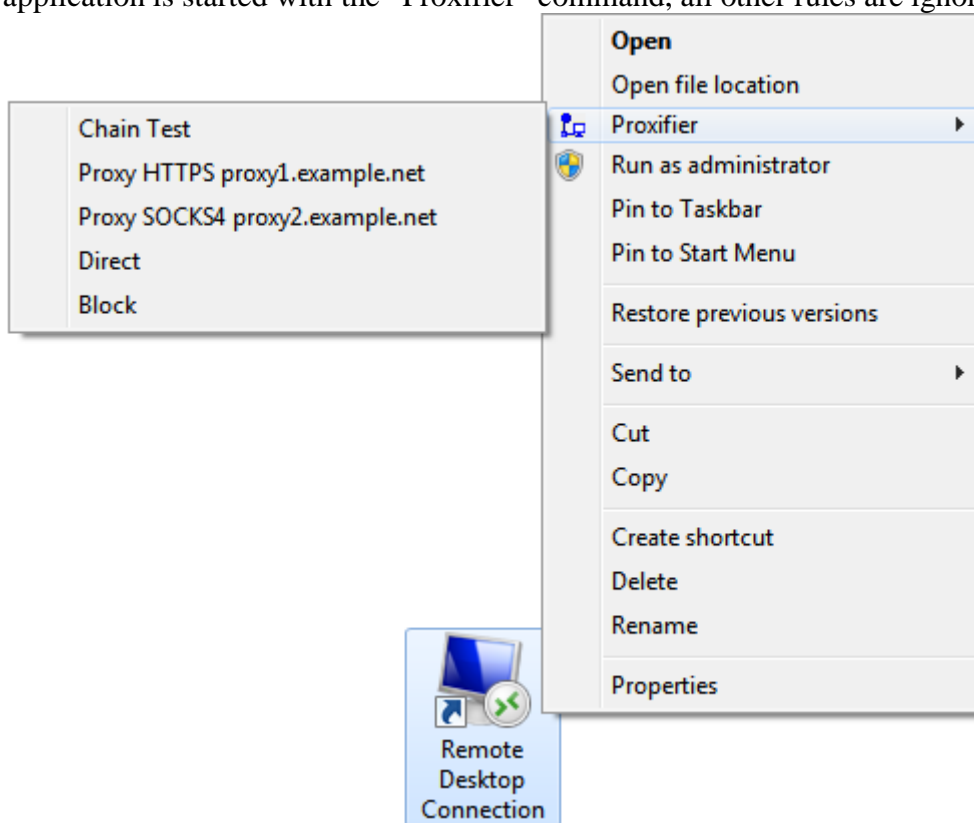 application is started with the "Proxifier" command, all other rules are ignor
Open
Open file location
Proxifier
Run as administrator
Pin to Taskbar
Pin to Start Menu
Restore previous versions
Send to
Cut
Copy
Create shortcut
Delete
Rename
Properties
Chain Test
Proxy HTTPS proxy1.example.net
Proxy SOCKS4 proxy2.example.net
Direct
Block
Remote
Desktop
Connection